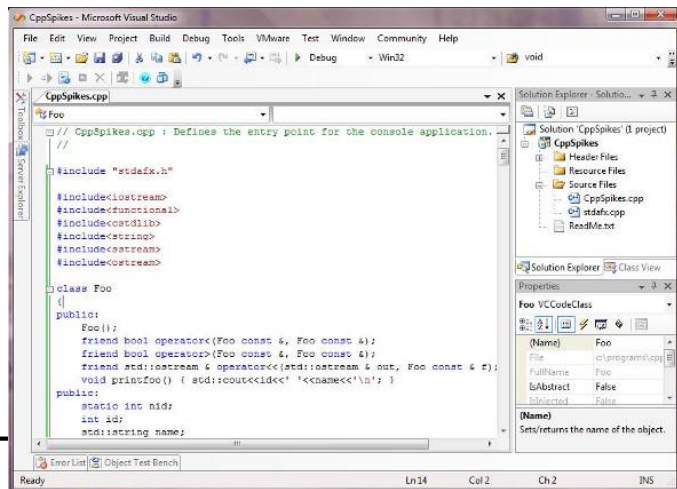 CppSpikes - Microsoft Visual Studio
File Edit View Project Build Debug Tools VMware Test Window Community Help
Debug Win32 void
CppSpikes.cpp
Foo
Toolbox
Server Explorer
// CppSpikes.cpp : Defines the entry point for the console application.
//
#include "stdafx.h"
#include<iostream>
#include<functional>
#include<cstdlib>
#include<string>
#include<sstream>
#include<ostream>
class Foo
{
public:
Foo();
friend bool operator<(Foo const &, Foo const &);
friend bool operator>(Foo const &, Foo const &);
friend std::ostream & operator<<(std::ostream & out, Foo const & f);
void printfoo() { std::cout<<id<<' '<<name<<'\n'; }
public:
static int nid;
int id;
std::string name;
Solution Explorer - Solutio...
Solution 'CppSpikes' (1 project)
CppSpikes
Header Files
Resource Files
Source Files
CppSpikes.cpp
stdafx.cpp
ReadMe.txt
Solution Explorer Class View
Properties
Foo VCCodeClass
(Name) Foo
File c:\programs\cpp
FullName Foo
IsAbstract False
IsInjected False
(Name)
Sets/returns the name of the object.
Error List Object Test Bench
Ready Ln 14 Col 2 Ch 2 INS